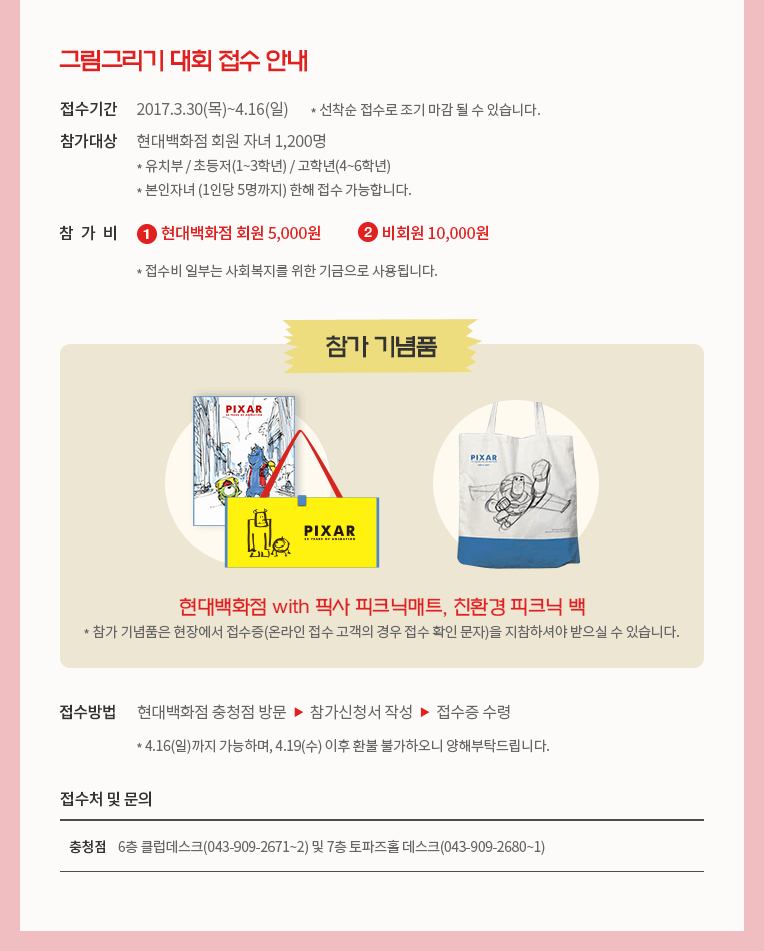 그림그리기 대회 접수 안내
접수기간 2017.3.30(목)~4.16(일) * 선착순 접수로 조기 마감 될 수 있습니다.
참가대상 현대백화점 회원 자녀 1,200명
* 유치부 / 초등저(1~3학년) / 고학년(4~6학년)
* 본인자녀 (1인당 5명까지) 한해 접수 가능합니다.
참 가 비 1 현대백화점 회원 5,000원 2 비회원 10,000원
* 접수비 일부는 사회복지를 위한 기금으로 사용됩니다.
참가 기념품
PIXAR
PIXAR
PIXAR
현대백화점 with 픽사 피크닉매트, 친환경 피크닉 백
* 참가 기념품은 현장에서 접수증(온라인 접수 고객의 경우 접수 확인 문자)을 지참하셔야 받으실 수 있습니다.
접수방법 현대백화점 충청점 방문 ▶ 참가신청서 작성 ▶ 접수증 수령
* 4.16(일)까지 가능하며, 4.19(수) 이후 환불 불가하오니 양해부탁드립니다.
접수처 및 문의
충청점 6층 클럽데스크(043-909-2671~2) 및 7층 토파즈홀 데스크(043-909-2680~1)